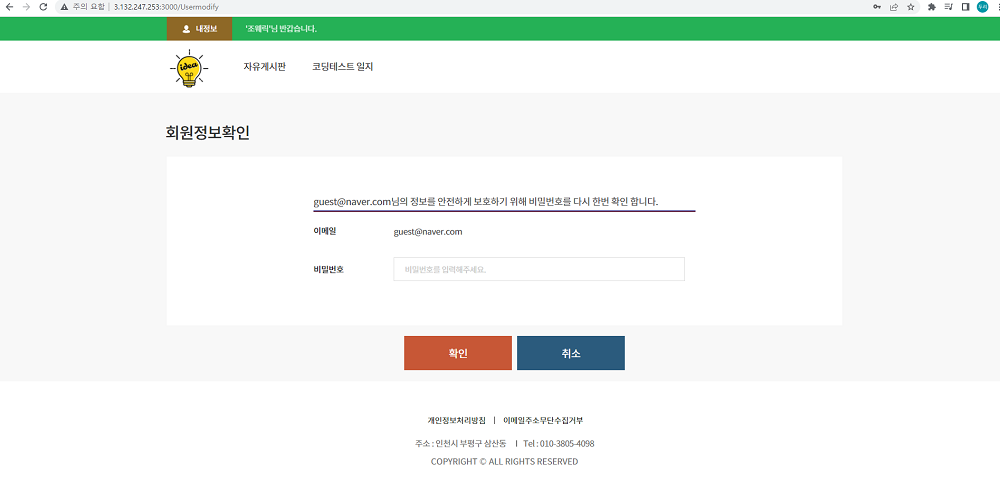 주의 요함 | 3.132.247.253:3000/Usermodify
내정보 '조웨릭'님 반갑습니다.
idea
자유게시판 코딩테스트 일지
회원정보확인
guest@naver.com님의 정보를 안전하게 보호하기 위해 비밀번호를 다시 한번 확인 합니다.
이메일 guest@naver.com
비밀번호 비밀번호를 입력해주세요.
확인 취소
개인정보처리방침 | 이메일주소무단수집거부
주소 : 인천시 부평구 삼산동 I Tel : 010-3805-4098
COPYRIGHT © ALL RIGHTS RESERVED